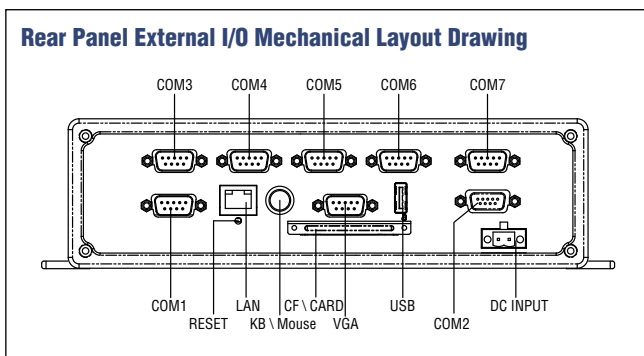 Rear Panel External I/O Mechanical Layout Drawing
COM3 COM4 COM5 COM6 COM7
COM1 LAN CF \ CARD USB DC INPUT
RESET KB \ Mouse VGA COM2